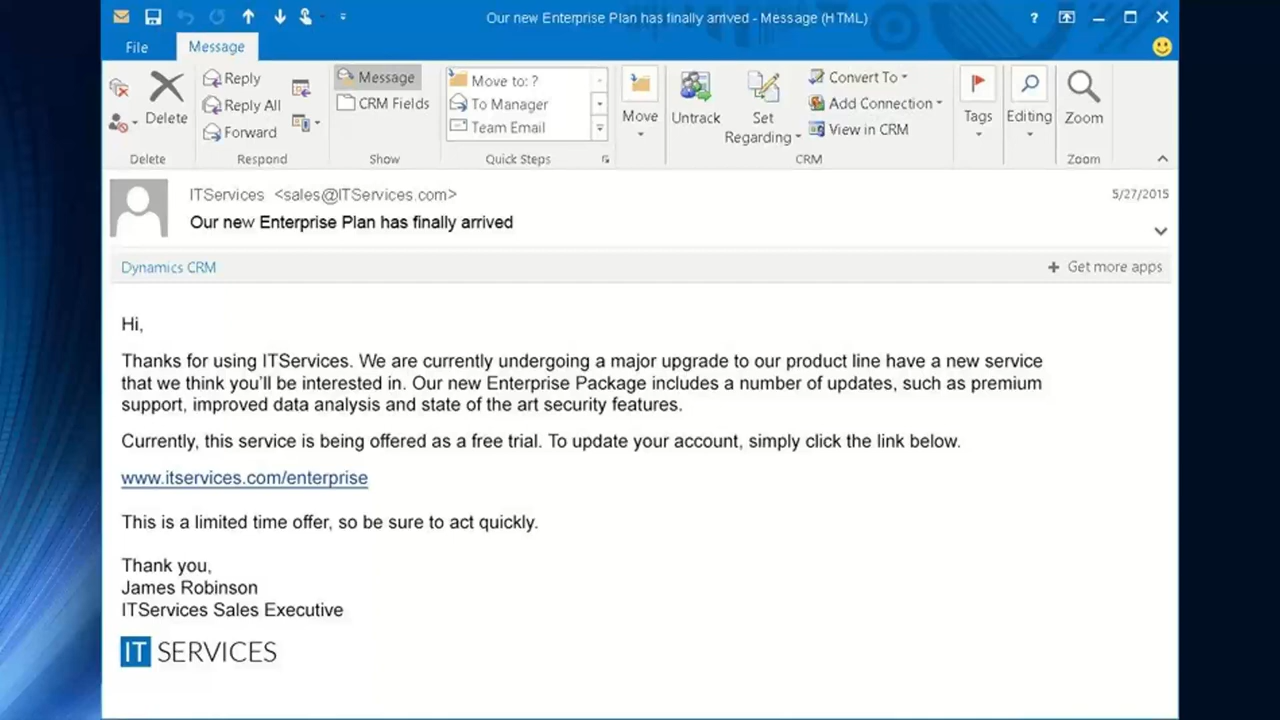 Our new Enterprise Plan has finally arrived - Message (HTML)
?
File
Message
Delete
Reply
Reply All
Forward
Message
CRM Fields
Move to: ?
To Manager
Team Email
Move
Untrack
Set
Regarding
Convert To
Add Connection
View in CRM
Tags
Editing
Zoom
Delete
Respond
Show
Quick Steps
CRM
Zoom
ITServices <sales@ITServices.com>
5/27/2015
Our new Enterprise Plan has finally arrived
Dynamics CRM
+ Get more apps
Hi,
Thanks for using ITServices. We are currently undergoing a major upgrade to our product line have a new service
that we think you'll be interested in. Our new Enterprise Package includes a number of updates, such as premium
support, improved data analysis and state of the art security features.
Currently, this service is being offered as a free trial. To update your account, simply click the link below.
www.itservices.com/enterprise
This is a limited time offer, so be sure to act quickly.
Thank you,
James Robinson
ITServices Sales Executive
IT SERVICES